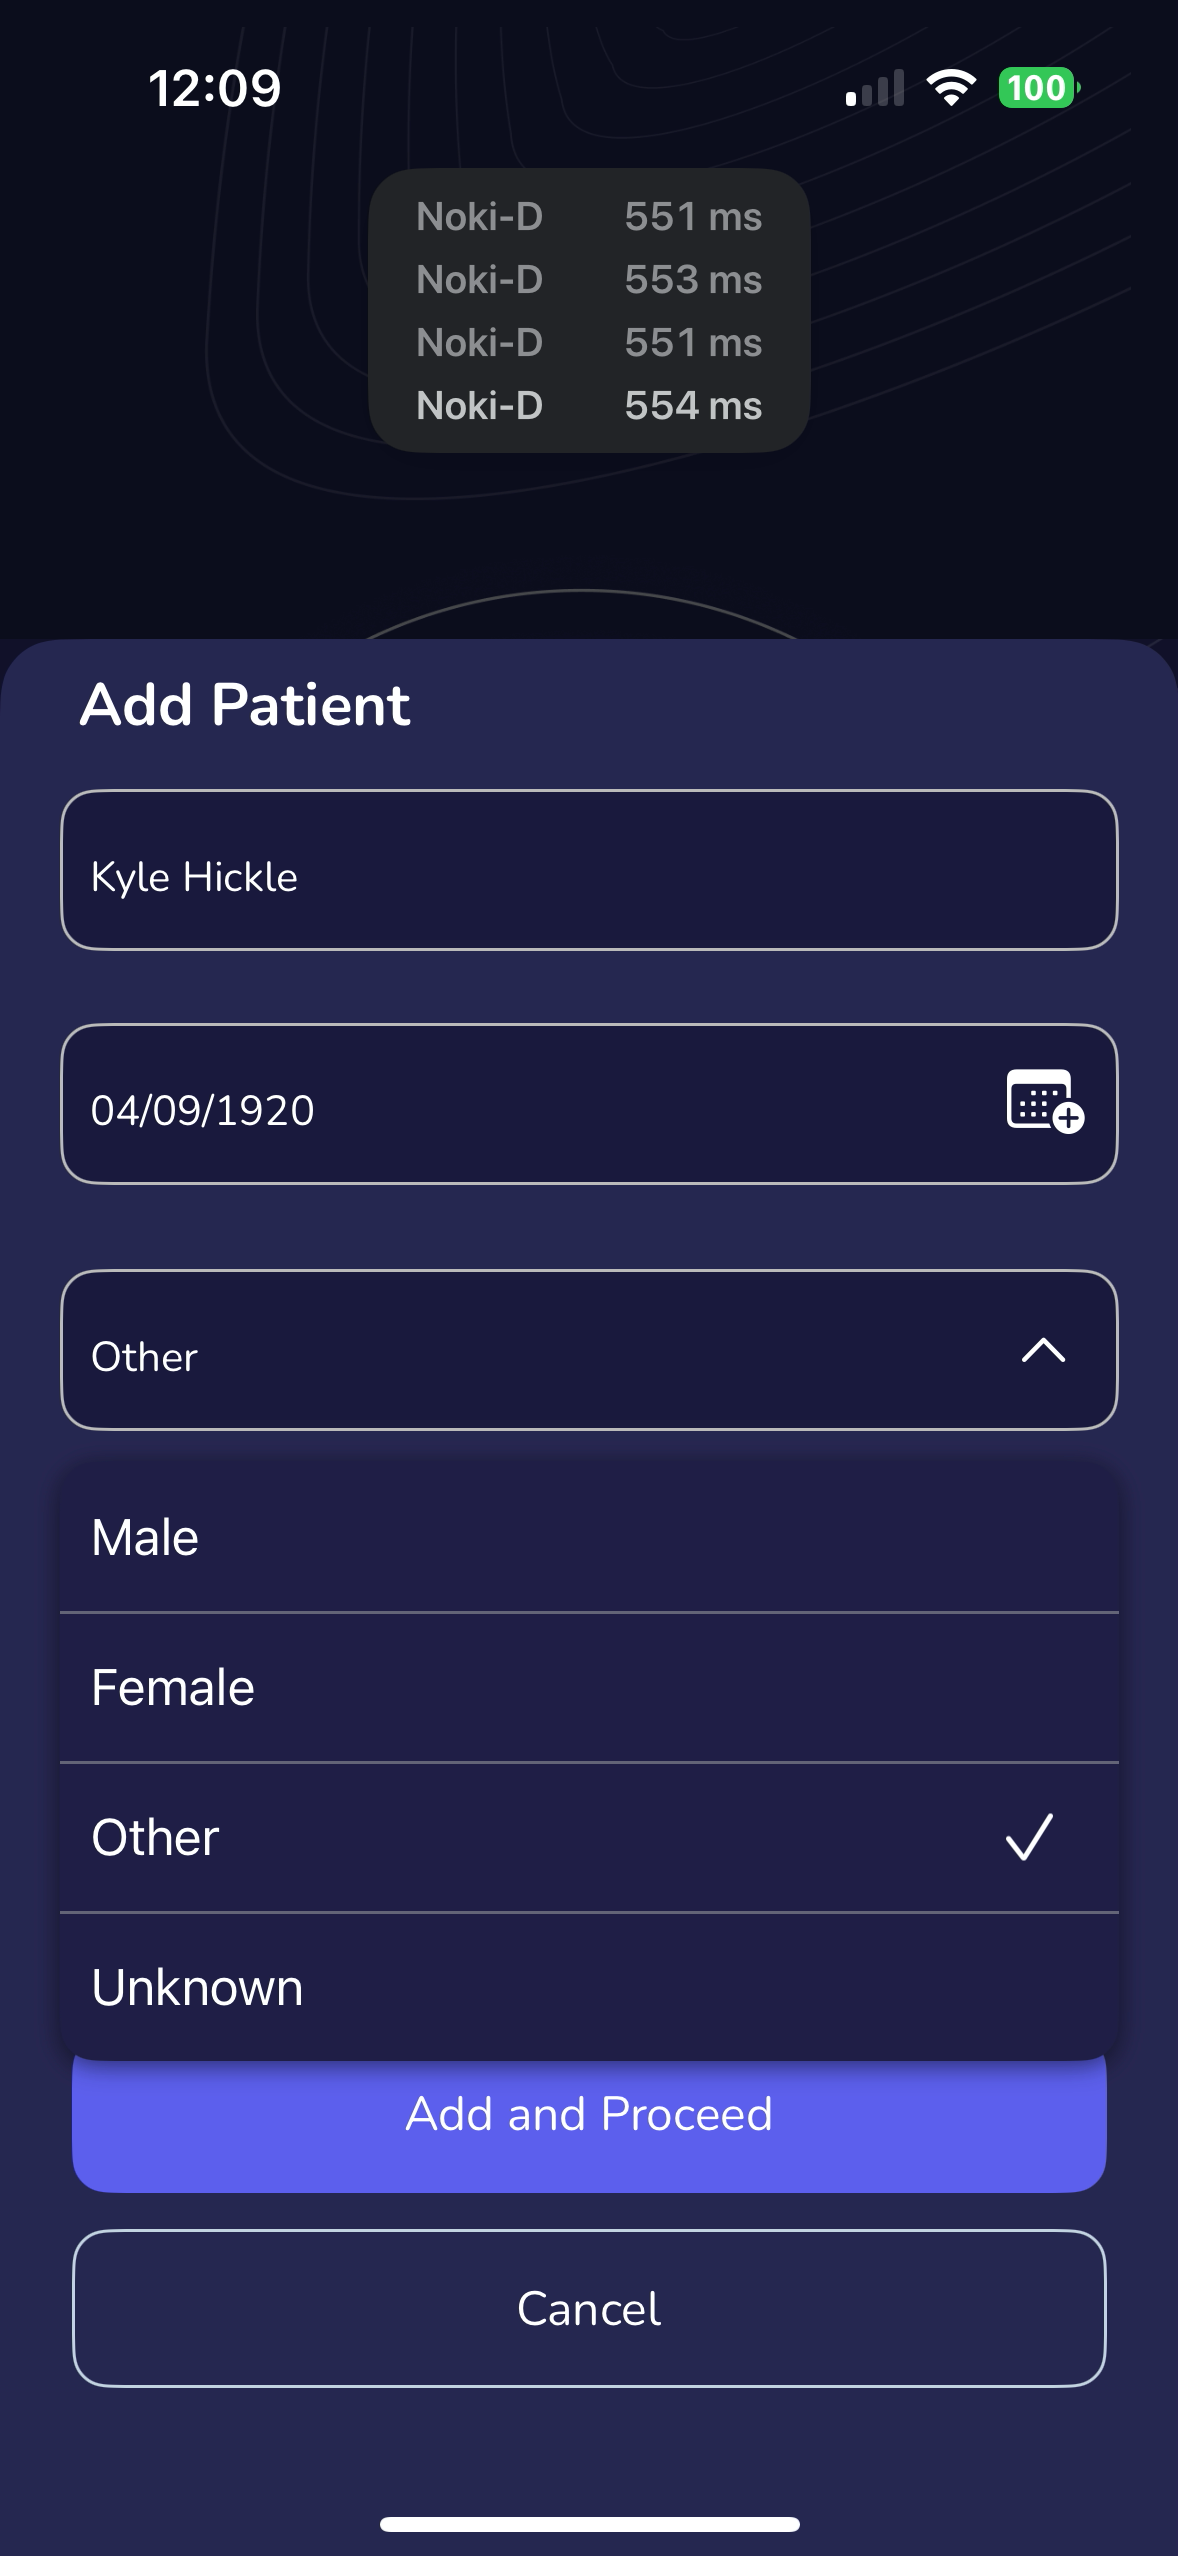 12:09
100
Noki-D 551 ms
Noki-D 553 ms
Noki-D 551 ms
Noki-D 554 ms
Add Patient
Kyle Hickle
04/09/1920
Other
Male
Female
Other
Unknown
Add and Proceed
Cancel